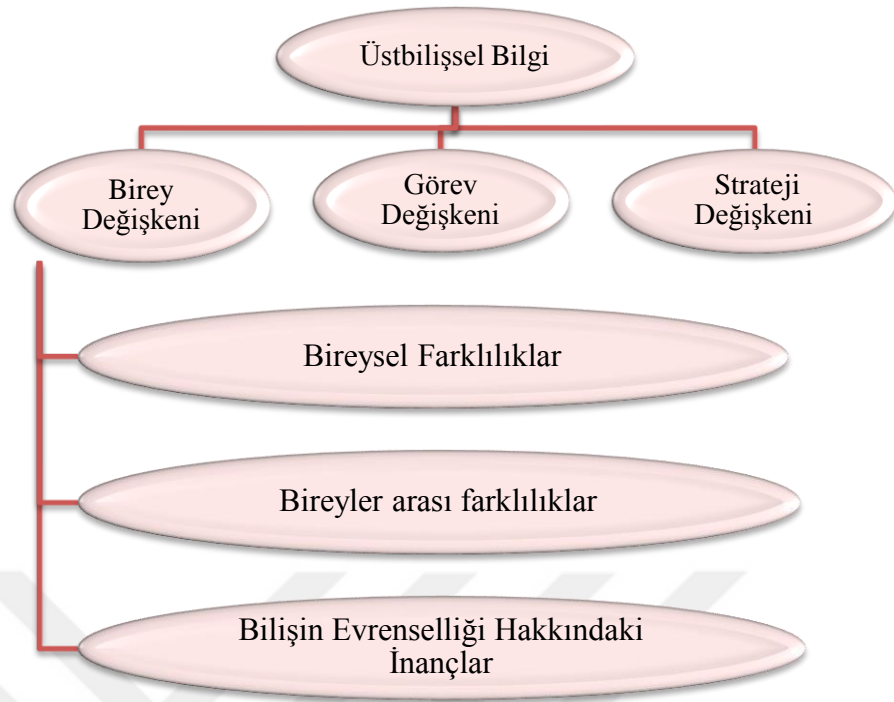 Üstbilişsel Bilgi
Birey
Değişkeni
Görev
Değişkeni
Strateji
Değişkeni
Bireysel Farklılıklar
Bireyler arası farklılıklar
Bilişin Evrenselliği Hakkındaki
İnançlar